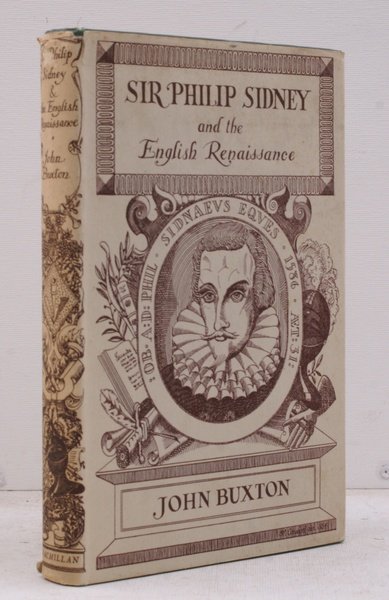 SIR PHILIP SIDNEY
and the
English Renaissance
:OB: A: D: PHIL · SIDNAEVS EQVES · 1586 · ÆT: 31:
JOHN BUXTON
Philip
Sidney
&
English
Renaissance
John
Buxton
MACMILLAN